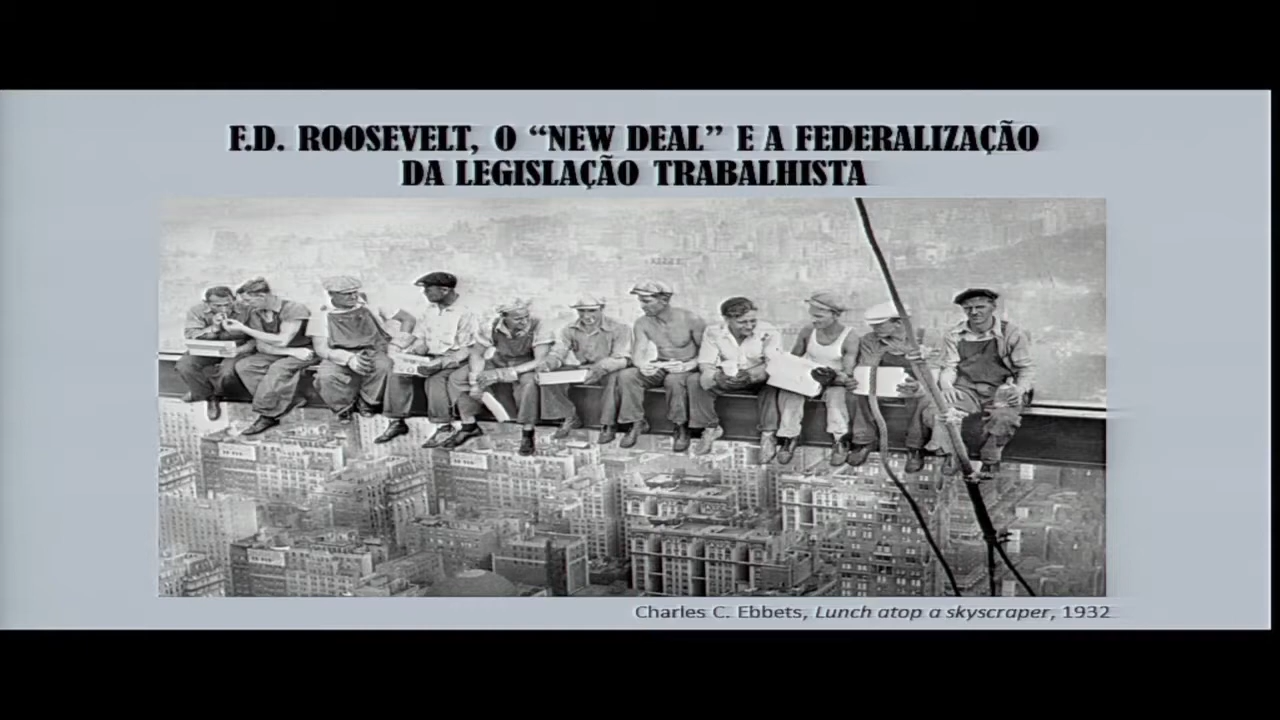 F.D. ROOSEVELT, O “NEW DEAL” E A FEDERALIZAÇÃO
DA LEGISLAÇÃO TRABALHISTA
Charles C. Ebbets, Lunch atop a skyscraper, 1932